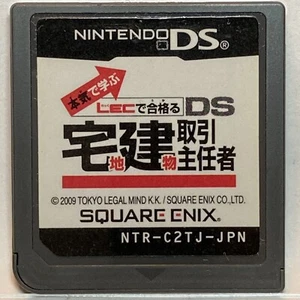 NINTENDO DS®
本気で学ぶ
LECで合格る DS
宅地建物取引主任者
© 2009 TOKYO LEGAL MIND K.K. / SQUARE ENIX CO.,LTD.
SQUARE ENIX®
NTR-C2TJ-JPN